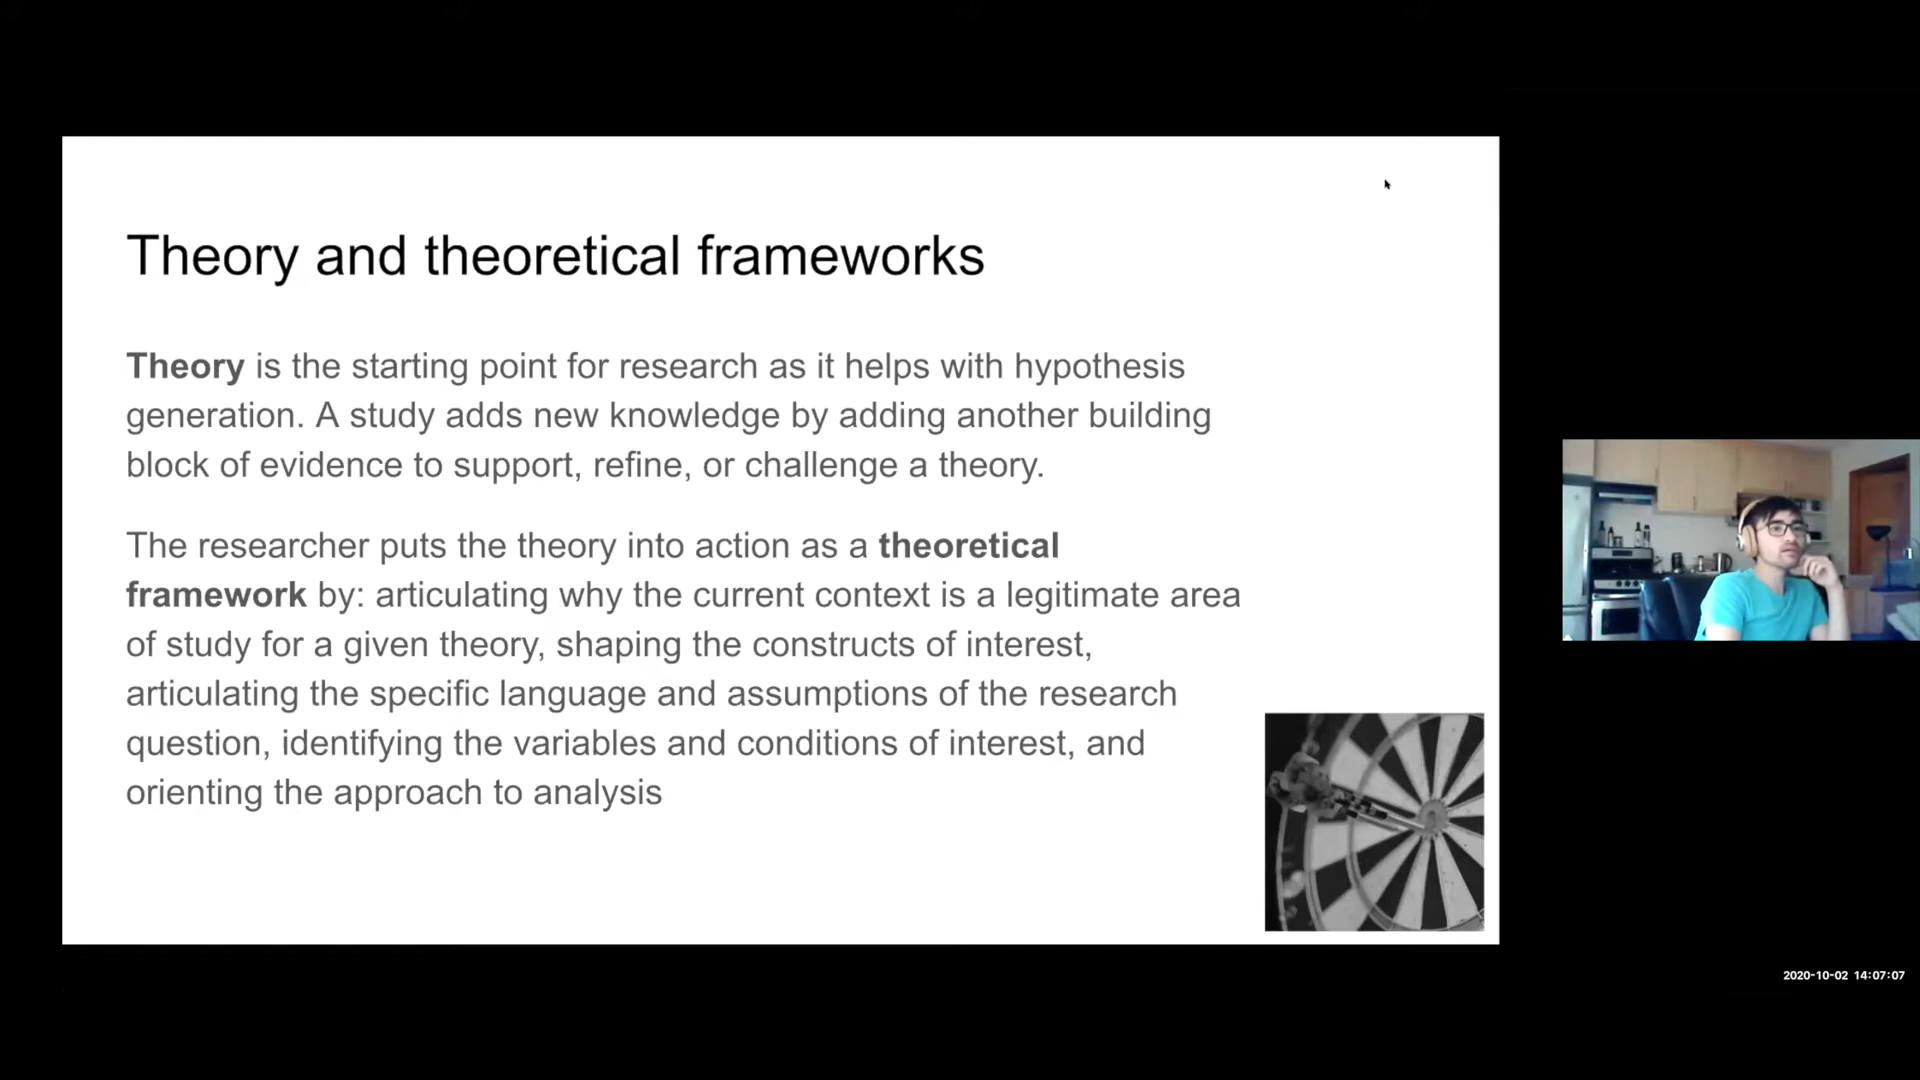 Theory and theoretical frameworks
Theory is the starting point for research as it helps with hypothesis
generation. A study adds new knowledge by adding another building
block of evidence to support, refine, or challenge a theory.
The researcher puts the theory into action as a theoretical
framework by: articulating why the current context is a legitimate area
of study for a given theory, shaping the constructs of interest,
articulating the specific language and assumptions of the research
question, identifying the variables and conditions of interest, and
orienting the approach to analysis
2020-10-02 14:07:07